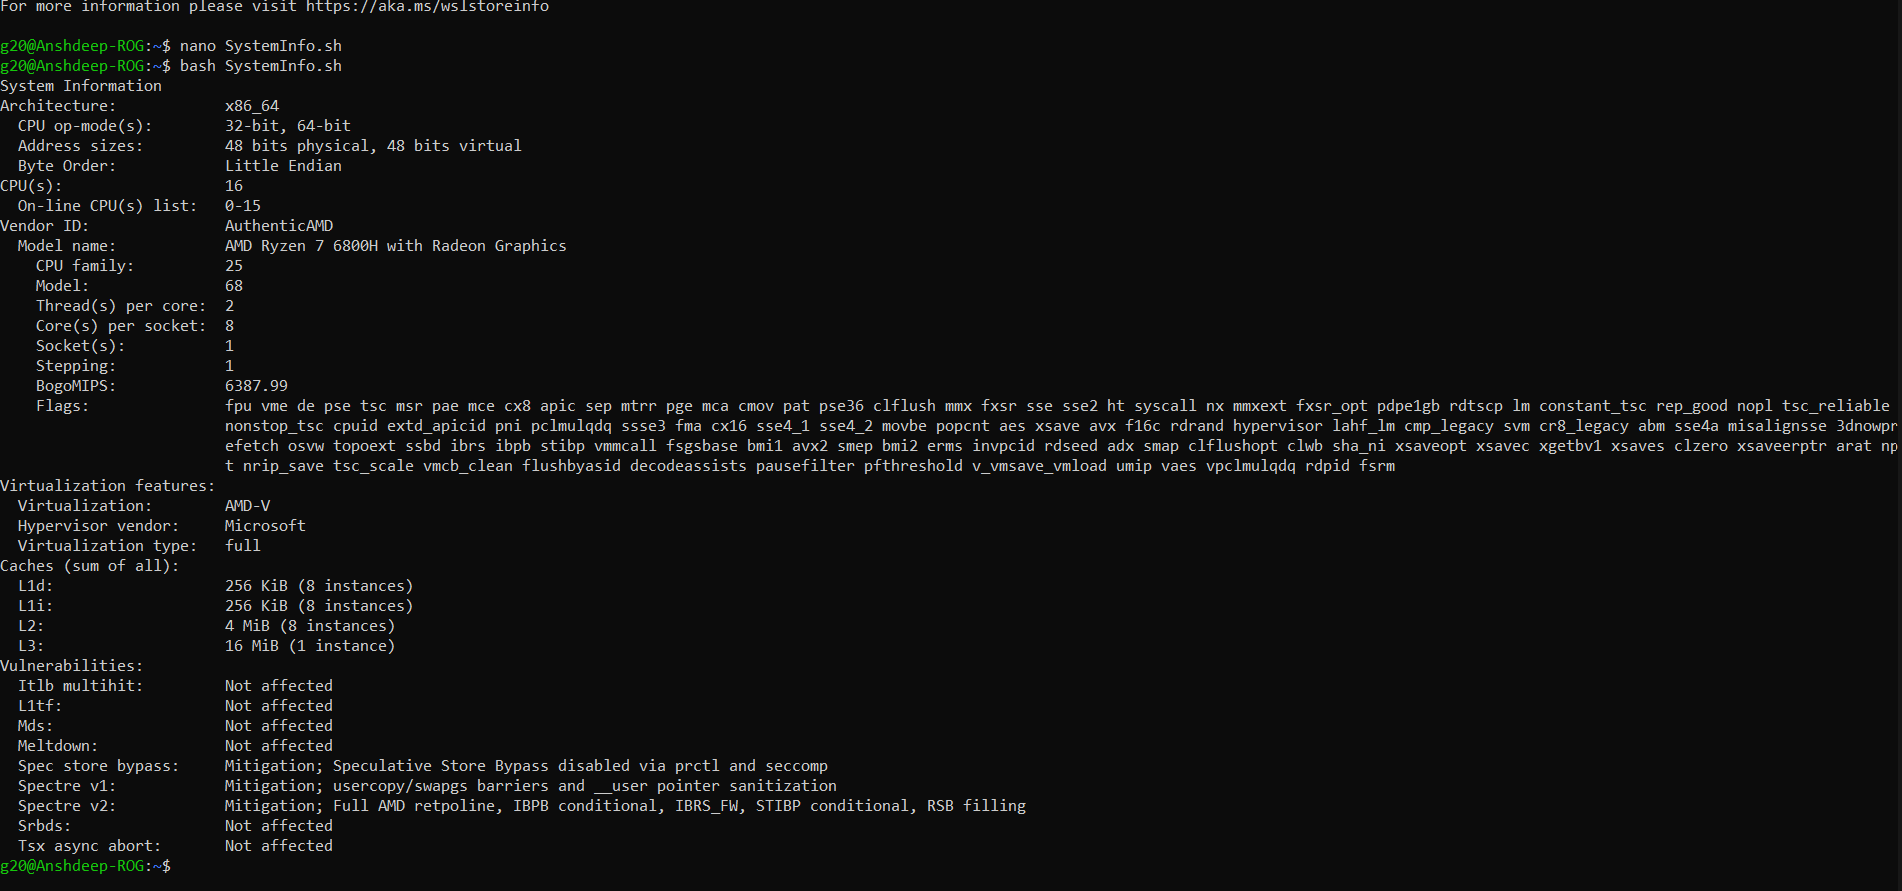 For more information please visit https://aka.ms/wslstoreinfo
g20@Anshdeep-ROG:~$ nano SystemInfo.sh
g20@Anshdeep-ROG:~$ bash SystemInfo.sh
System Information
Architecture:            x86_64
  CPU op-mode(s):        32-bit, 64-bit
  Address sizes:         48 bits physical, 48 bits virtual
  Byte Order:            Little Endian
CPU(s):                  16
  On-line CPU(s) list:   0-15
Vendor ID:               AuthenticAMD
  Model name:            AMD Ryzen 7 6800H with Radeon Graphics
    CPU family:          25
    Model:               68
    Thread(s) per core:  2
    Core(s) per socket:  8
    Socket(s):           1
    Stepping:            1
    BogoMIPS:            6387.99
    Flags:               fpu vme de pse tsc msr pae mce cx8 apic sep mtrr pge mca cmov pat pse36 clflush mmx fxsr sse sse2 ht syscall nx mmxext fxsr_opt pdpe1gb rdtscp lm constant_tsc rep_good nopl tsc_reliable
                         nonstop_tsc cpuid extd_apicid pni pclmulqdq ssse3 fma cx16 sse4_1 sse4_2 movbe popcnt aes xsave avx f16c rdrand hypervisor lahf_lm cmp_legacy svm cr8_legacy abm sse4a misalignsse 3dnowpr
                         efetch osvw topoext ssbd ibrs ibpb stibp vmmcall fsgsbase bmi1 avx2 smep bmi2 erms invpcid rdseed adx smap clflushopt clwb sha_ni xsaveopt xsavec xgetbv1 xsaves clzero xsaveerptr arat np
                         t nrip_save tsc_scale vmcb_clean flushbyasid decodeassists pausefilter pfthreshold v_vmsave_vmload umip vaes vpclmulqdq rdpid fsrm
Virtualization features:
  Virtualization:        AMD-V
  Hypervisor vendor:     Microsoft
  Virtualization type:   full
Caches (sum of all):
  L1d:                   256 KiB (8 instances)
  L1i:                   256 KiB (8 instances)
  L2:                    4 MiB (8 instances)
  L3:                    16 MiB (1 instance)
Vulnerabilities:
  Itlb multihit:         Not affected
  L1tf:                  Not affected
  Mds:                   Not affected
  Meltdown:              Not affected
  Spec store bypass:     Mitigation; Speculative Store Bypass disabled via prctl and seccomp
  Spectre v1:            Mitigation; usercopy/swapgs barriers and __user pointer sanitization
  Spectre v2:            Mitigation; Full AMD retpoline, IBPB conditional, IBRS_FW, STIBP conditional, RSB filling
  Srbds:                 Not affected
  Tsx async abort:       Not affected
g20@Anshdeep-ROG:~$